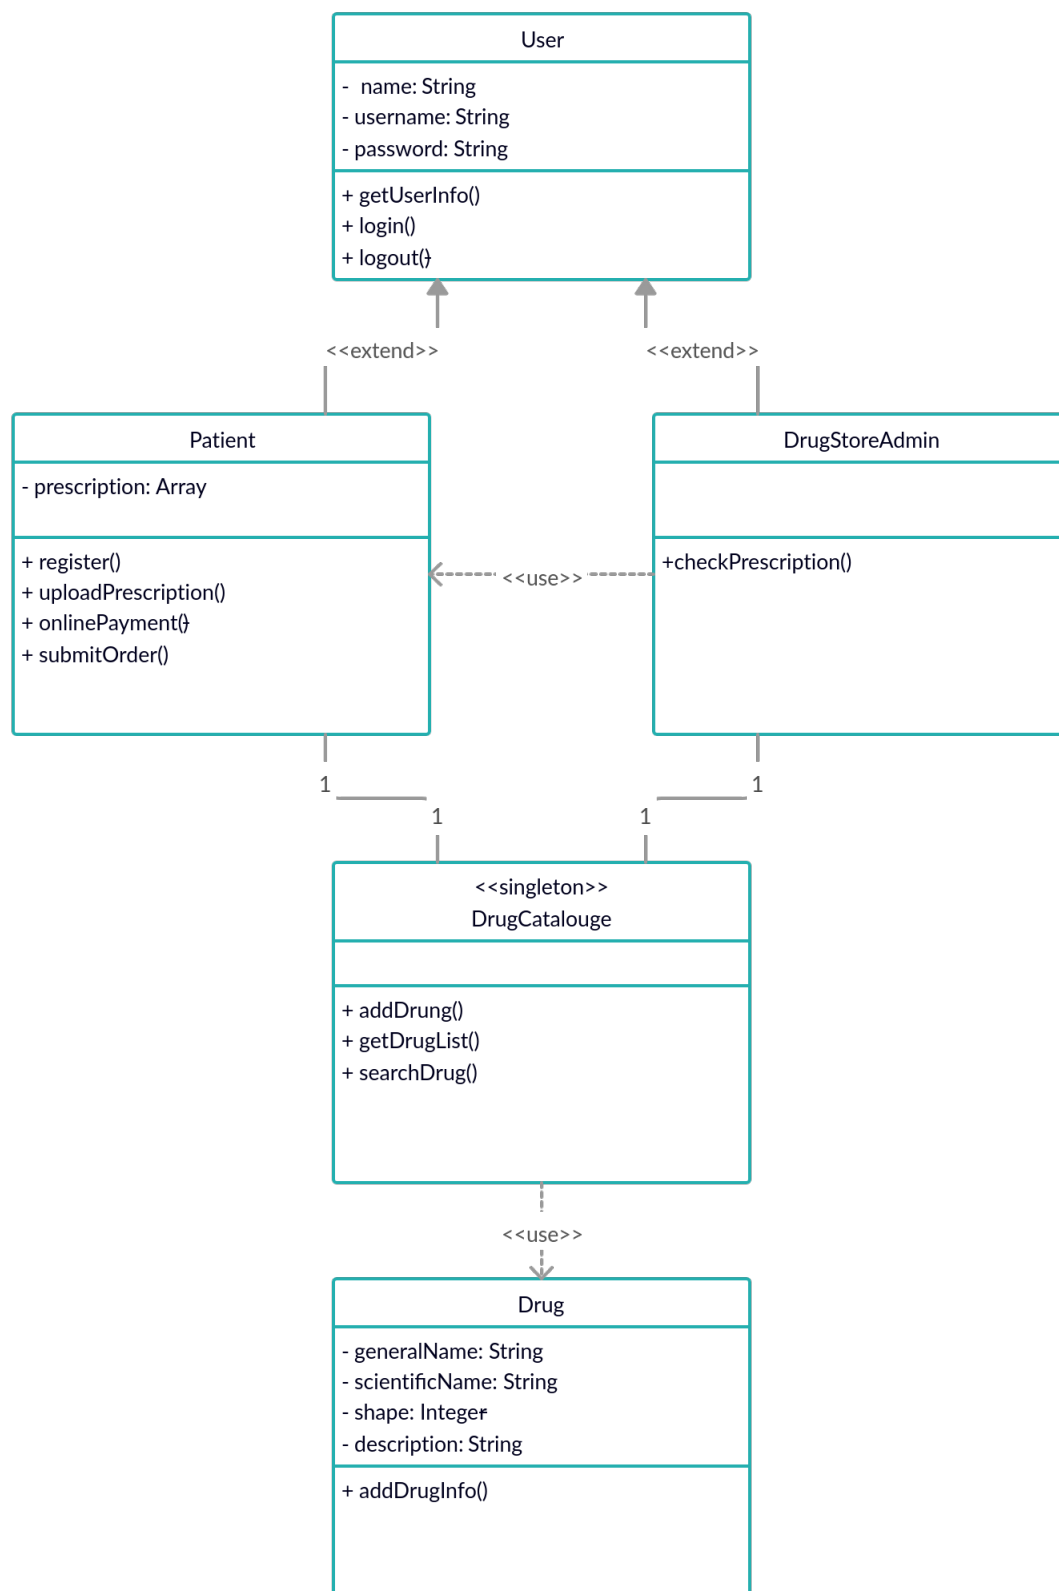 User
- name: String
- username: String
- password: String
+ getUserInfo()
+ login()
+ logout()
<<extend>>
<<extend>>
Patient
- prescription: Array
+ register()
+ uploadPrescription()
+ onlinePayment()
+ submitOrder()
<<use>>
DrugStoreAdmin
+checkPrescription()
1
1
1
1
<<singleton>>
DrugCatalouge
+ addDrung()
+ getDrugList()
+ searchDrug()
<<use>>
Drug
- generalName: String
- scientificName: String
- shape: Integer
- description: String
+ addDrugInfo()